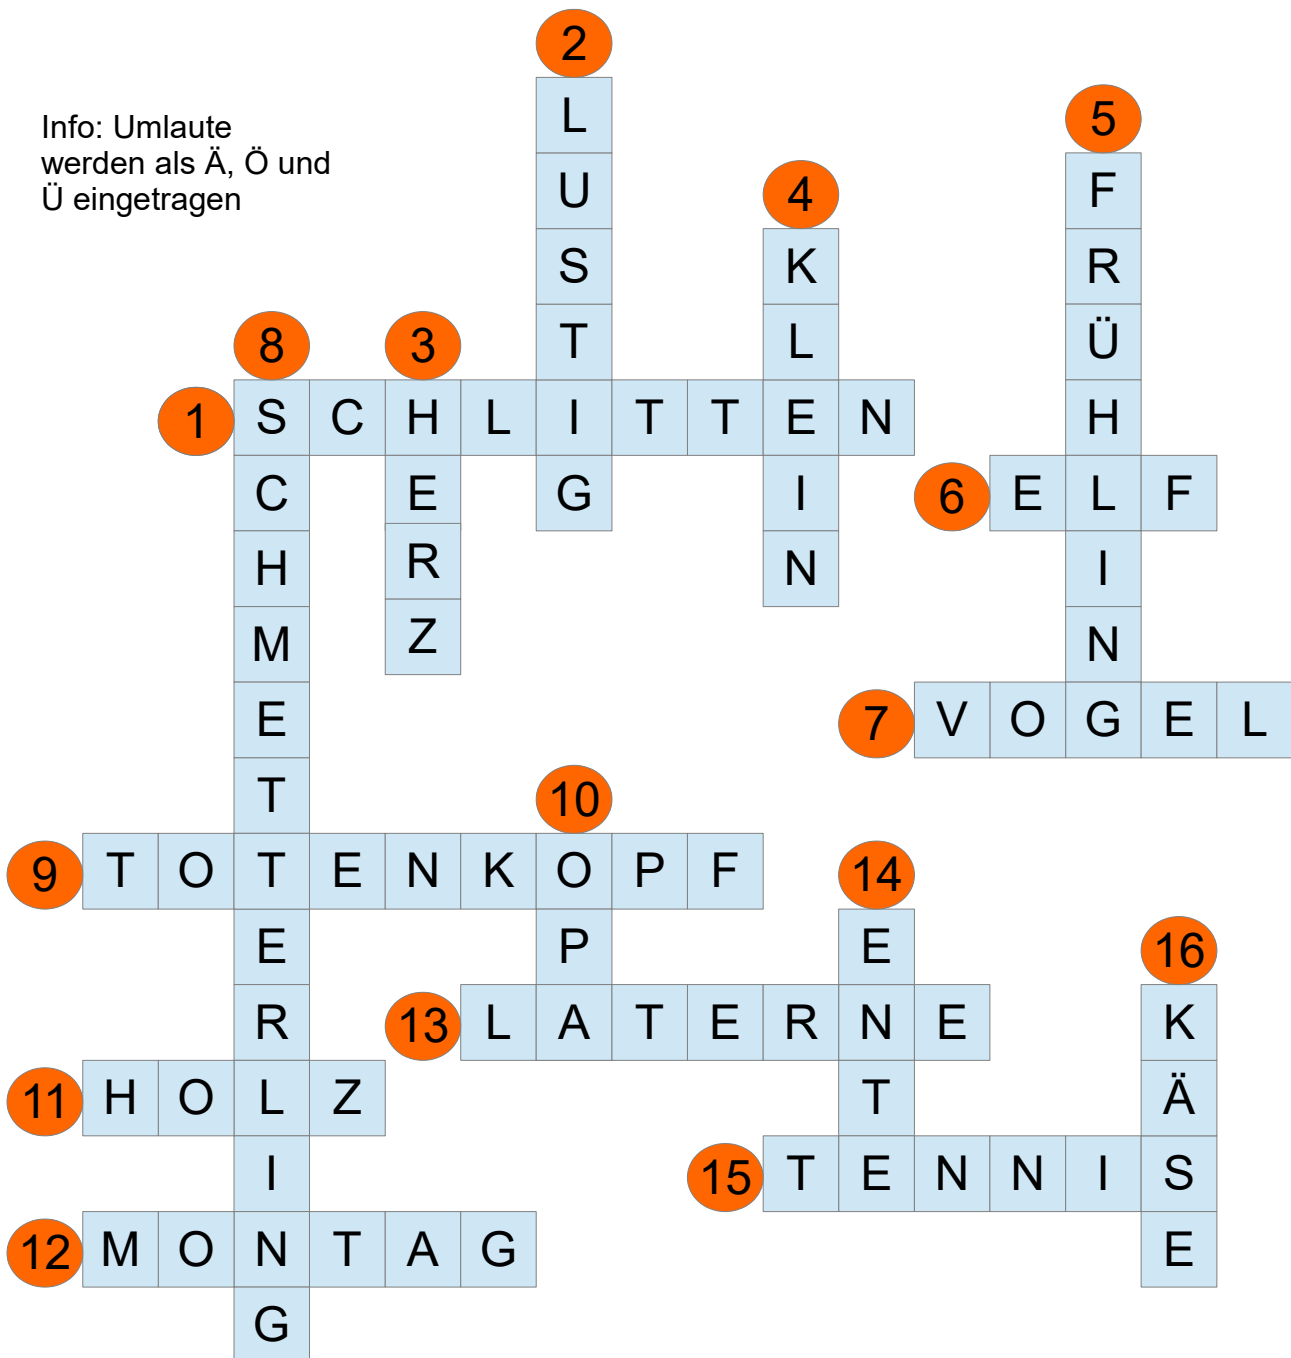 2
Info: Umlaute
werden als Ä, Ö und
Ü eingetragen
L
5
U
4
F
S
K
R
8 3 T L Ü
1 S C H L I T T E N H
C E G I 6 E L F
H R N I
M Z N
E 7 V O G E L
T 10
9 T O T E N K O P F 14
E P E 16
R 13 L A T E R N E K
11 H O L Z T Ä
I 15 T E N N I S
12 M O N T A G E
G